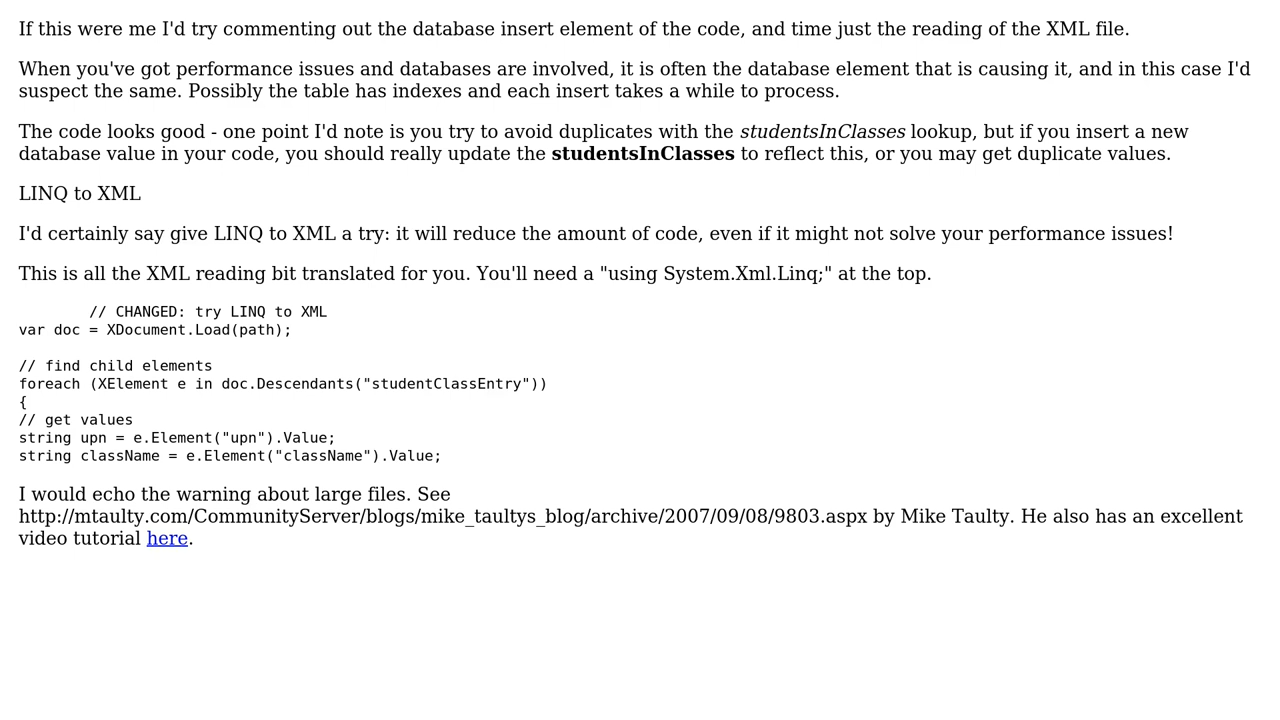 If this were me I'd try commenting out the database insert element of the code, and time just the reading of the XML file.
When you've got performance issues and databases are involved, it is often the database element that is causing it, and in this case I'd
suspect the same. Possibly the table has indexes and each insert takes a while to process.
The code looks good - one point I'd note is you try to avoid duplicates with the studentsInClasses lookup, but if you insert a new
database value in your code, you should really update the studentsInClasses to reflect this, or you may get duplicate values.
LINQ to XML
I'd certainly say give LINQ to XML a try: it will reduce the amount of code, even if it might not solve your performance issues!
This is all the XML reading bit translated for you. You'll need a "using System.Xml.Linq;" at the top.
// CHANGED: try LINQ to XML
var doc = XDocument.Load(path);
// find child elements
foreach (XElement e in doc.Descendants("studentClassEntry"))
{
// get values
string upn = e.Element("upn").Value;
string className = e.Element("className").Value;
I would echo the warning about large files. See
http://mtaulty.com/CommunityServer/blogs/mike_taultys_blog/archive/2007/09/08/9803.aspx by Mike Taulty. He also has an excellent
video tutorial here.